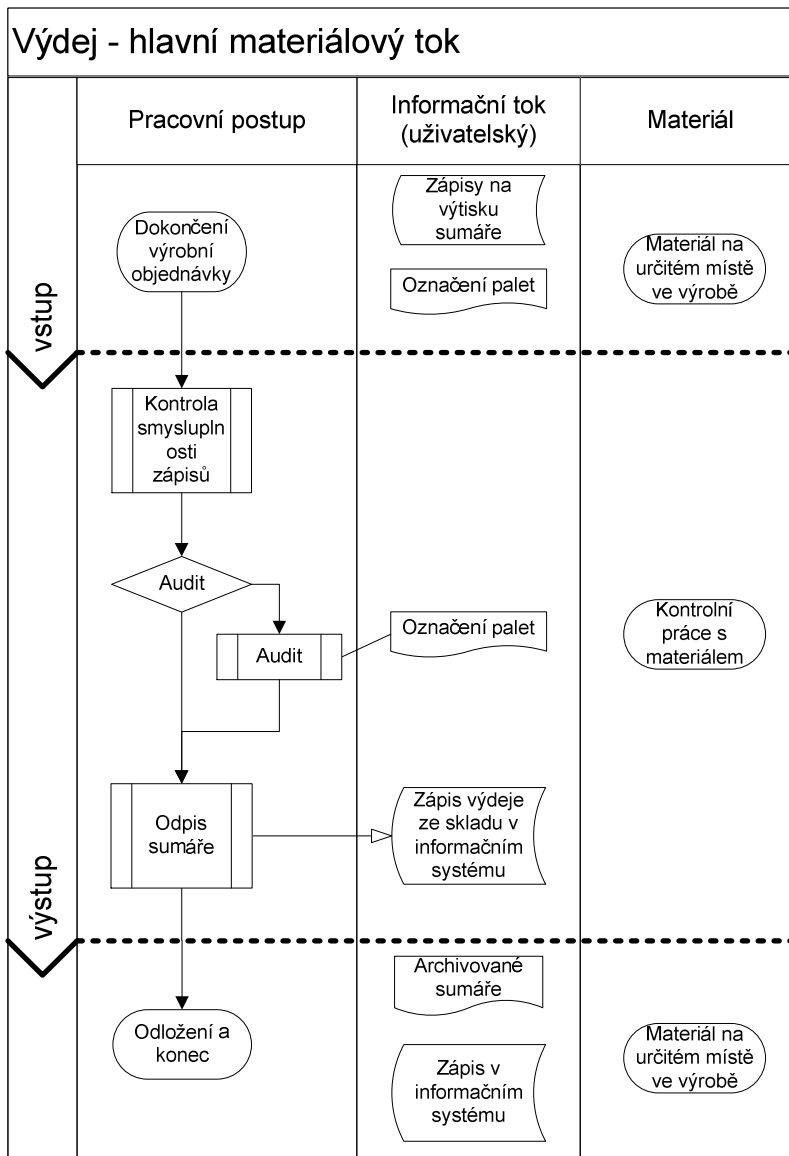 Výdej - hlavní materiálový tok
Pracovní postup
Informační tok
(uživatelský)
Materiál
vstup
Dokončení
výrobní
objednávky
Zápisy na
výtisku
sumáře
Označení palet
Materiál na
určitém místě
ve výrobě
Kontrola
smyslupln
osti
zápisů
Audit
Audit
Označení palet
Kontrolní
práce s
materiálem
výstup
Odpis
sumáře
Zápis výdeje
ze skladu v
informačním
systému
Odložení a
konec
Archivované
sumáře
Zápis v
informačním
systému
Materiál na
určitém místě
ve výrobě